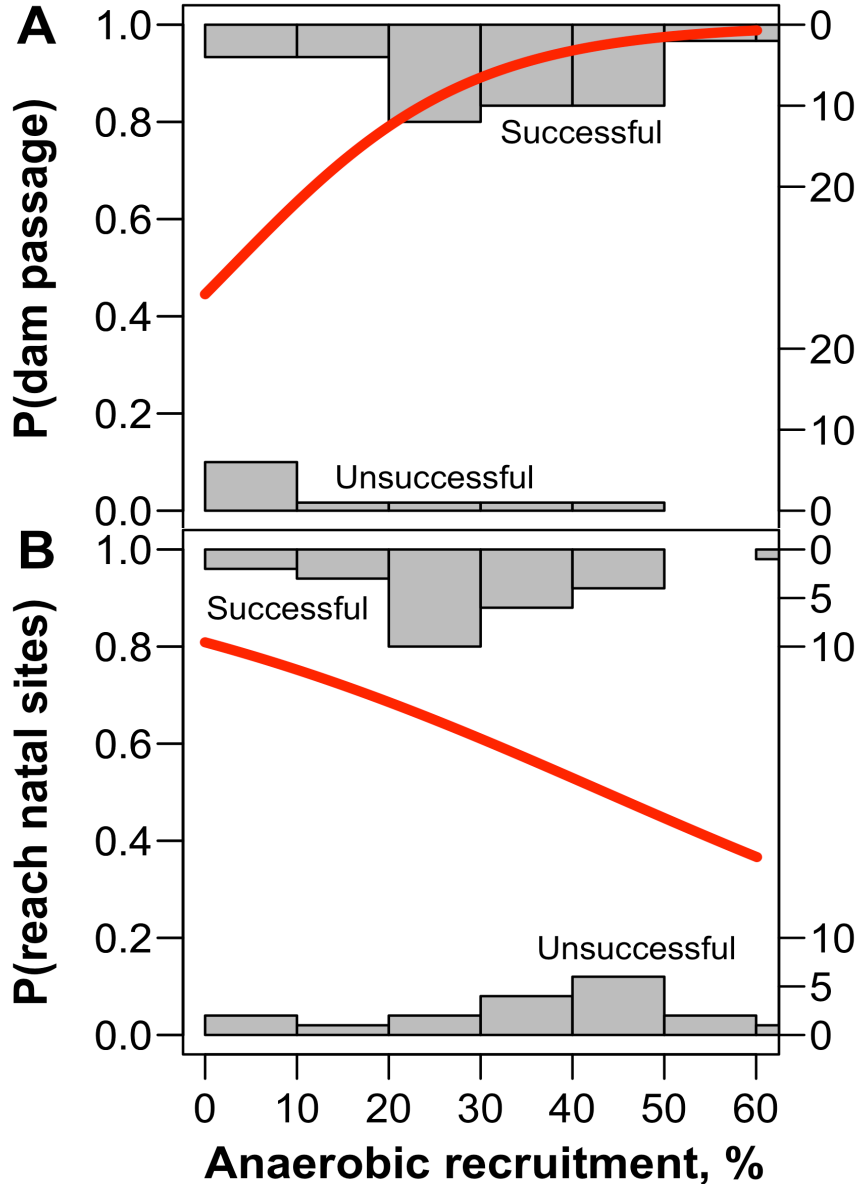 A
P(dam passage)
1.0
0.8
0.6
0.4
0.2
0.0
0
10
20
20
10
0
Successful
Unsuccessful
B
P(reach natal sites)
1.0
0.8
0.6
0.4
0.2
0.0
0
5
10
10
5
0
Successful
Unsuccessful
0 10 20 30 40 50 60
Anaerobic recruitment, %